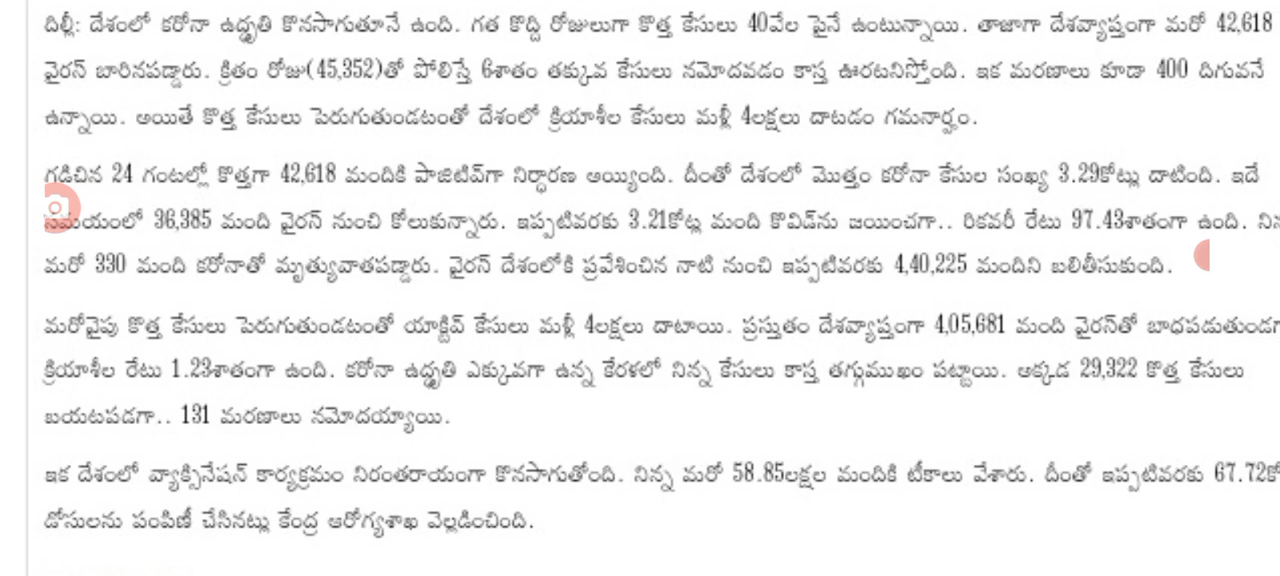 దిల్లీ: దేశంలో కరోనా ఉద్ధృతి కొనసాగుతూనే ఉంది. గత కొద్ది రోజులుగా కొత్త కేసులు 40వేల పైనే ఉంటున్నాయి. తాజాగా దేశవ్యాప్తంగా మరో 42,618
వైరస్ బారినపడ్డారు. క్రితం రోజు(45,352)తో పోలిస్తే 6శాతం తక్కువ కేసులు నమోదవడం కాస్త ఊరటనిస్తోంది. ఇక మరణాలు కూడా 400 దిగువనే
ఉన్నాయి. అయితే కొత్త కేసులు పెరుగుతుండటంతో దేశంలో క్రియాశీల కేసులు మళ్లీ 4లక్షలు దాటడం గమనార్హం.
గడిచిన 24 గంటల్లో కొత్తగా 42,618 మందికి పాజిటివ్‌గా నిర్ధారణ అయ్యింది. దీంతో దేశంలో మొత్తం కరోనా కేసుల సంఖ్య 3.29కోట్లు దాటింది. ఇదే
సమయంలో 36,385 మంది వైరస్ నుంచి కోలుకున్నారు. ఇప్పటివరకు 3.21కోట్ల మంది కొవిడ్‌ను జయించగా.. రికవరీ రేటు 97.43శాతంగా ఉంది.
మరో 330 మంది కరోనాతో మృత్యువాతపడ్డారు. వైరస్ దేశంలోకి ప్రవేశించిన నాటి నుంచి ఇప్పటివరకు 4,40,225 మందిని బలితీసుకుంది.
మరోవైపు కొత్త కేసులు పెరుగుతుండటంతో యాక్టివ్ కేసులు మళ్లీ 4లక్షలు దాటాయి. ప్రస్తుతం దేశవ్యాప్తంగా 4,05,681 మంది వైరస్‌తో బాధపడుతుండగ
క్రియాశీల రేటు 1.23శాతంగా ఉంది. కరోనా ఉద్ధృతి ఎక్కువగా ఉన్న కేరళలో నిన్న కేసులు కాస్త తగ్గుముఖం పట్టాయి. అక్కడ 29,322 కొత్త కేసులు
బయటపడగా.. 131 మరణాలు నమోదయ్యాయి.
ఇక దేశంలో వ్యాక్సినేషన్ కార్యక్రమం నిరంతరాయంగా కొనసాగుతోంది. నిన్న మరో 58.85లక్షల మందికి టీకాలు వేశారు. దీంతో ఇప్పటివరకు 67.72కో
డోసులను పంపిణీ చేసినట్లు కేంద్ర ఆరోగ్యశాఖ వెల్లడించింది.